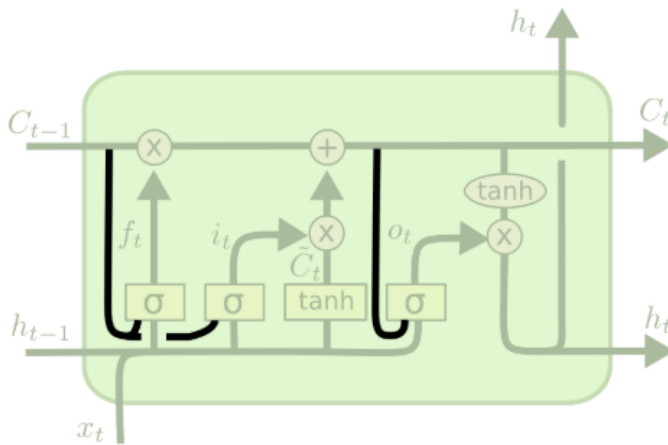 h_t
C_{t-1} × + C_t
tanh
f_t i_t × o_t ×
C̃_t
σ σ tanh σ
h_{t-1} h_t
x_t